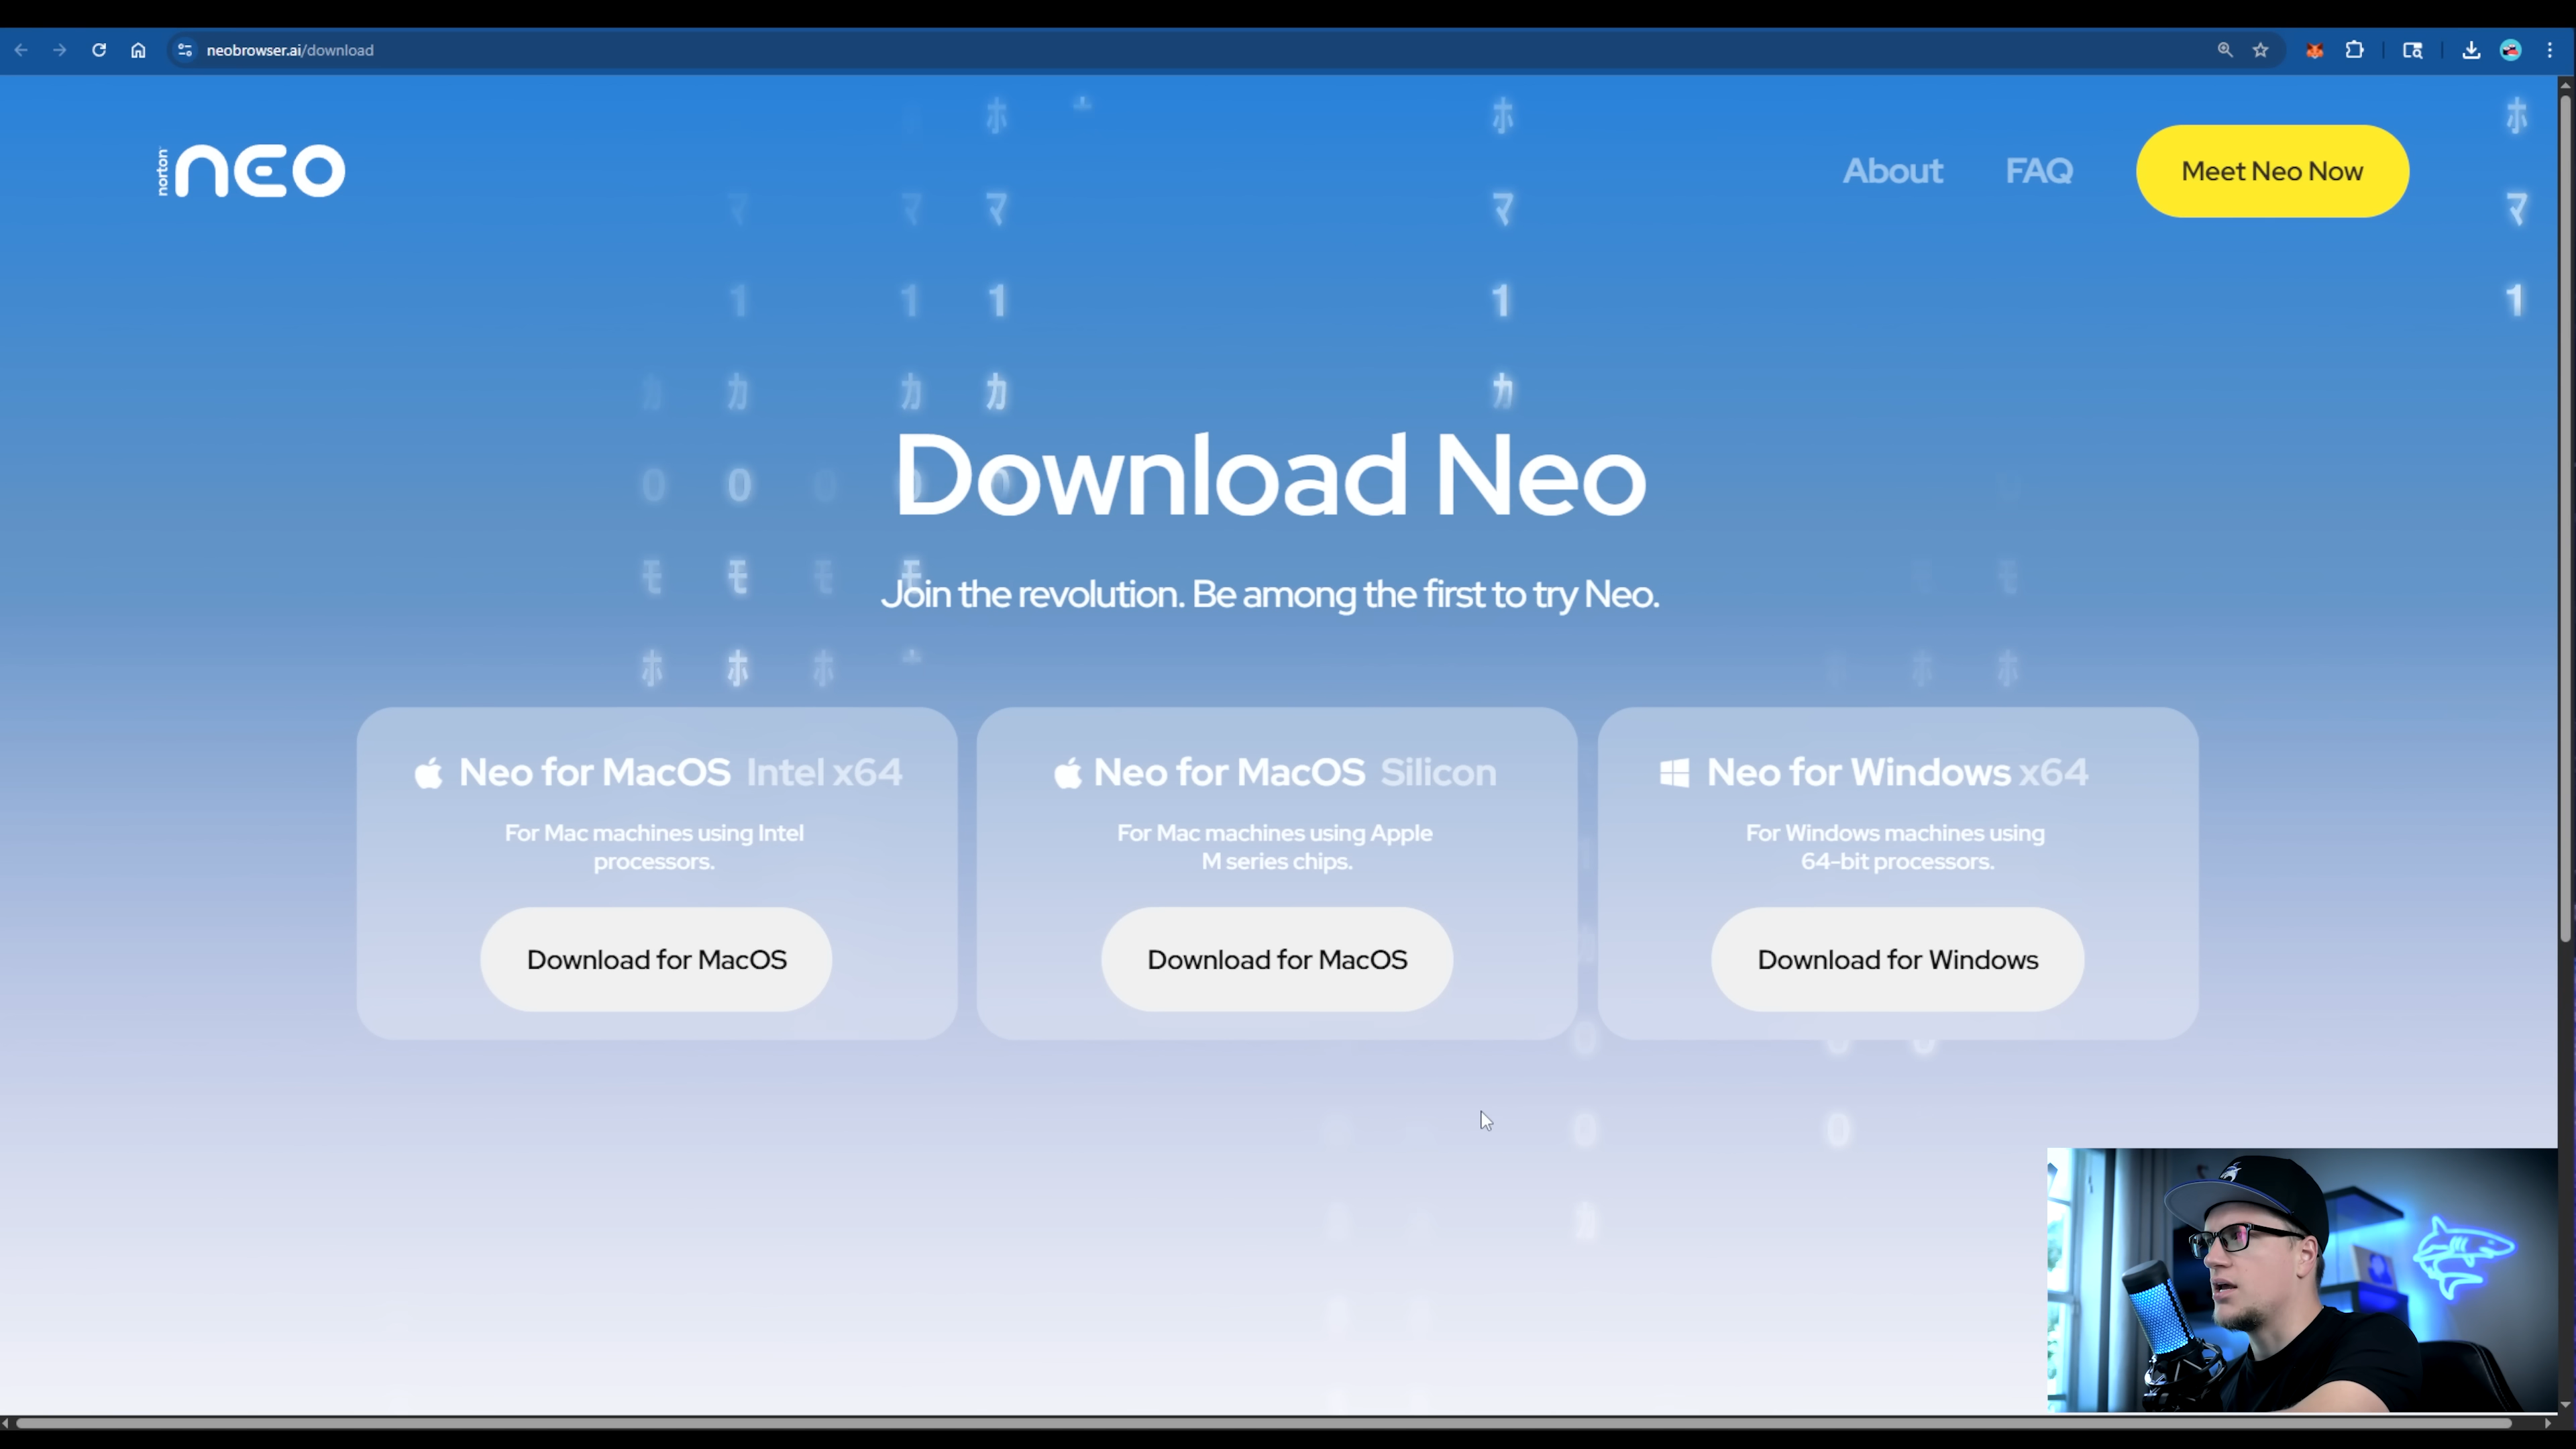 neobrowser.ai/download
norton
neo
About
FAQ
Meet Neo Now
Download Neo
Join the revolution. Be among the first to try Neo.
Neo for MacOS Intel x64
For Mac machines using Intel
processors.
Download for MacOS
Neo for MacOS Silicon
For Mac machines using Apple
M series chips.
Download for MacOS
Neo for Windows x64
For Windows machines using
64-bit processors.
Download for Windows